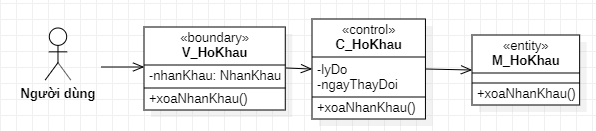 Người dùng
«boundary»
V_HoKhau
-nhanKhau: NhanKhau
+xoaNhanKhau()
«control»
C_HoKhau
-lyDo
-ngayThayDoi
+xoaNhanKhau()
«entity»
M_HoKhau
+xoaNhanKhau()